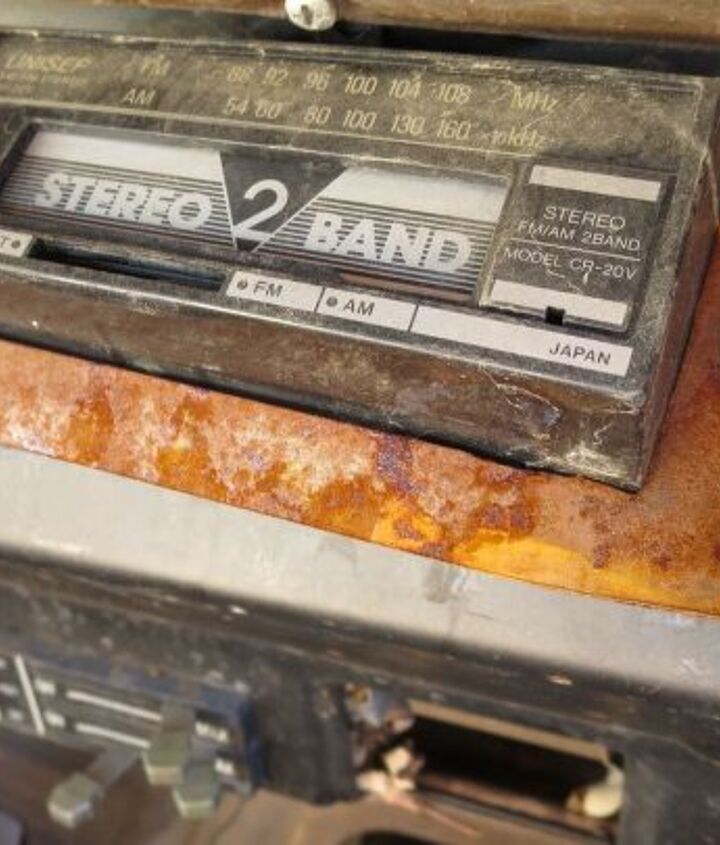 UNISEF FM 88 92 96 100 104 108 MHz
AM 54 60 80 100 130 160 ·10kHz
STEREO 2 BAND
STEREO
FM/AM 2BAND
MODEL CR-20V
FM AM
JAPAN